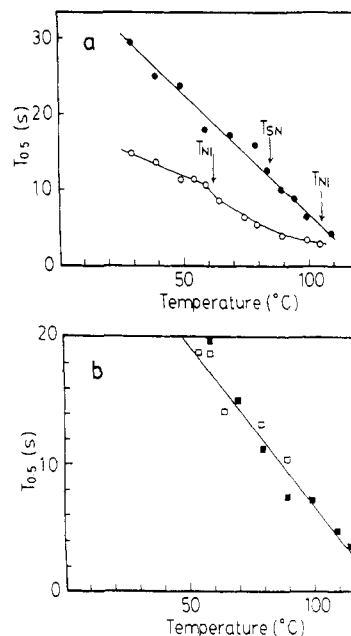 a
30
20
10
0
T₀.₅ (s)
T_NI
T_SN
T_Ni
50
100
Temperature (°C)
b
20
10
0
T₀.₅ (s)
50
100
Temperature (°C)